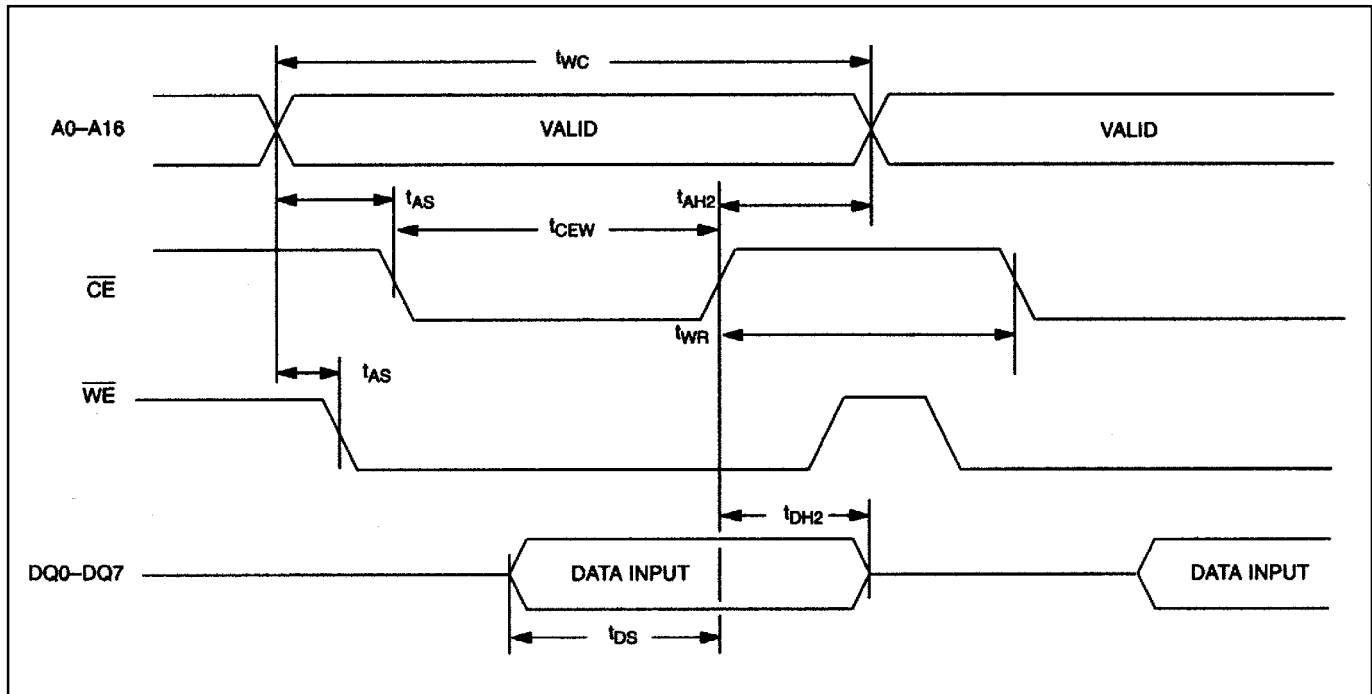 tWC
A0–A16 VALID VALID
tAS tAH2
tCEW
CE
tWR
tAS
WE
tDH2
DQ0–DQ7 DATA INPUT DATA INPUT
tDS